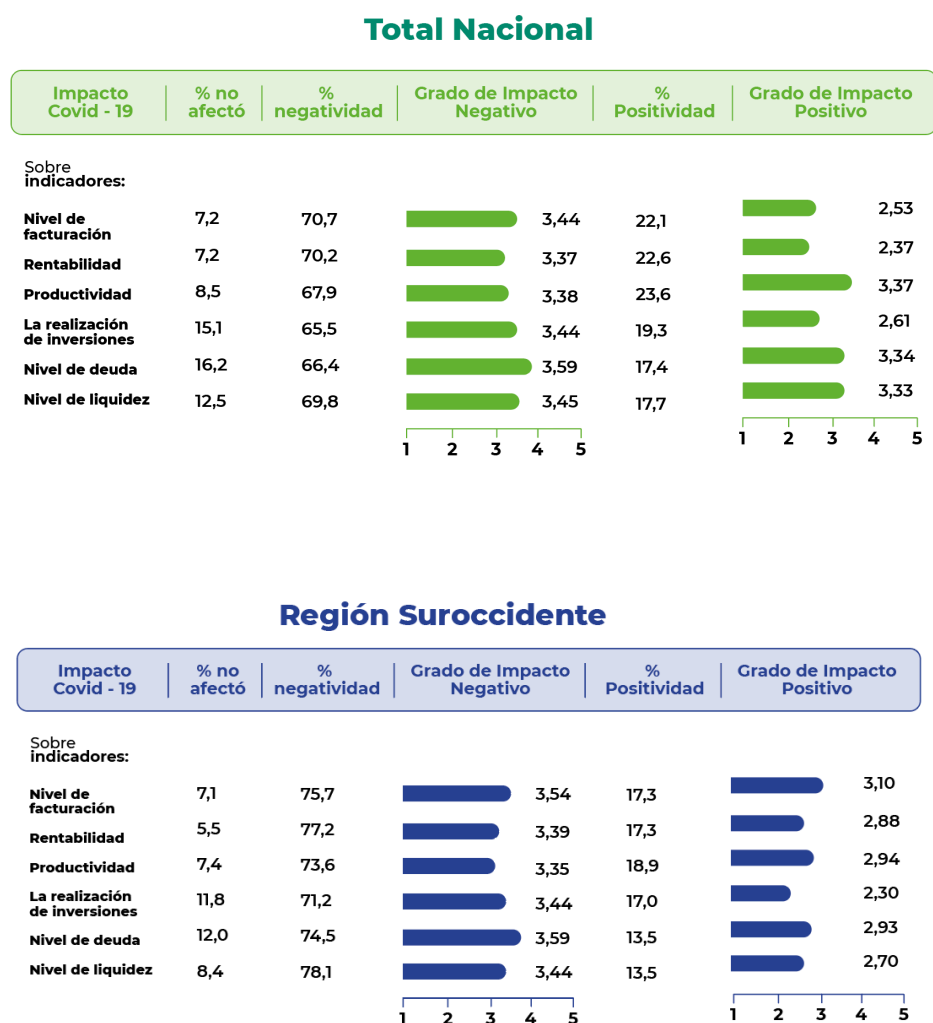 Total Nacional
Impacto Covid - 19 % no afectó % negatividad Grado de Impacto Negativo % Positividad Grado de Impacto Positivo
Sobre
indicadores:
Nivel de facturación 7,2 70,7 3,44 22,1 2,53
Rentabilidad 7,2 70,2 3,37 22,6 2,37
Productividad 8,5 67,9 3,38 23,6 3,37
La realización de inversiones 15,1 65,5 3,44 19,3 2,61
Nivel de deuda 16,2 66,4 3,59 17,4 3,34
Nivel de liquidez 12,5 69,8 3,45 17,7 3,33
1 2 3 4 5 1 2 3 4 5
Región Suroccidente
Impacto Covid - 19 % no afectó % negatividad Grado de Impacto Negativo % Positividad Grado de Impacto Positivo
Sobre
indicadores:
Nivel de facturación 7,1 75,7 3,54 17,3 3,10
Rentabilidad 5,5 77,2 3,39 17,3 2,88
Productividad 7,4 73,6 3,35 18,9 2,94
La realización de inversiones 11,8 71,2 3,44 17,0 2,30
Nivel de deuda 12,0 74,5 3,59 13,5 2,93
Nivel de liquidez 8,4 78,1 3,44 13,5 2,70
1 2 3 4 5 1 2 3 4 5